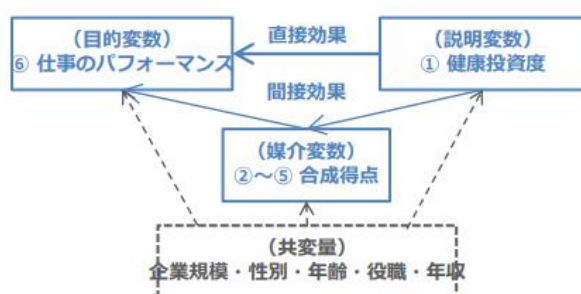 （目的変数）
⑥ 仕事のパフォーマンス
直接効果
（説明変数）
① 健康投資度
間接効果
（媒介変数）
②～⑤ 合成得点
（共変量）
企業規模・性別・年齢・役職・年収